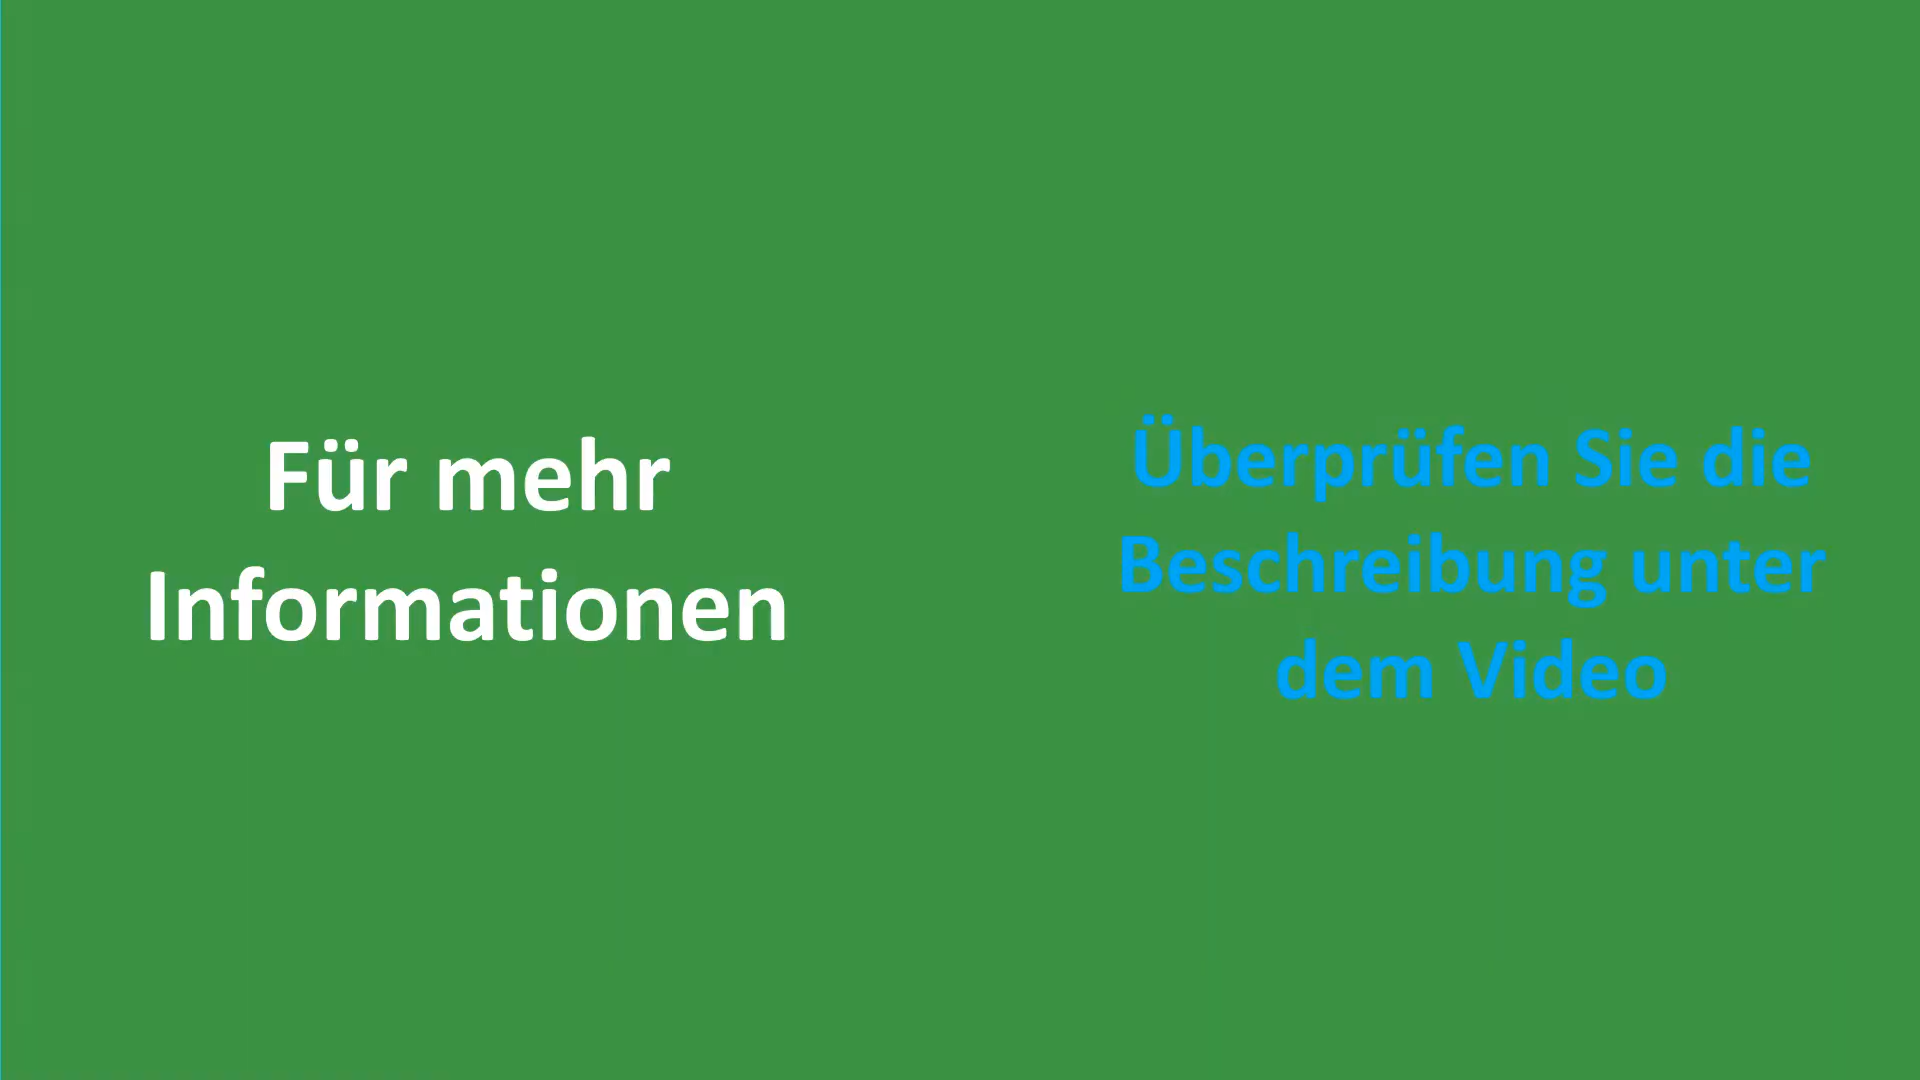 Für mehr
Informationen
Überprüfen Sie die
Beschreibung unter
dem Video